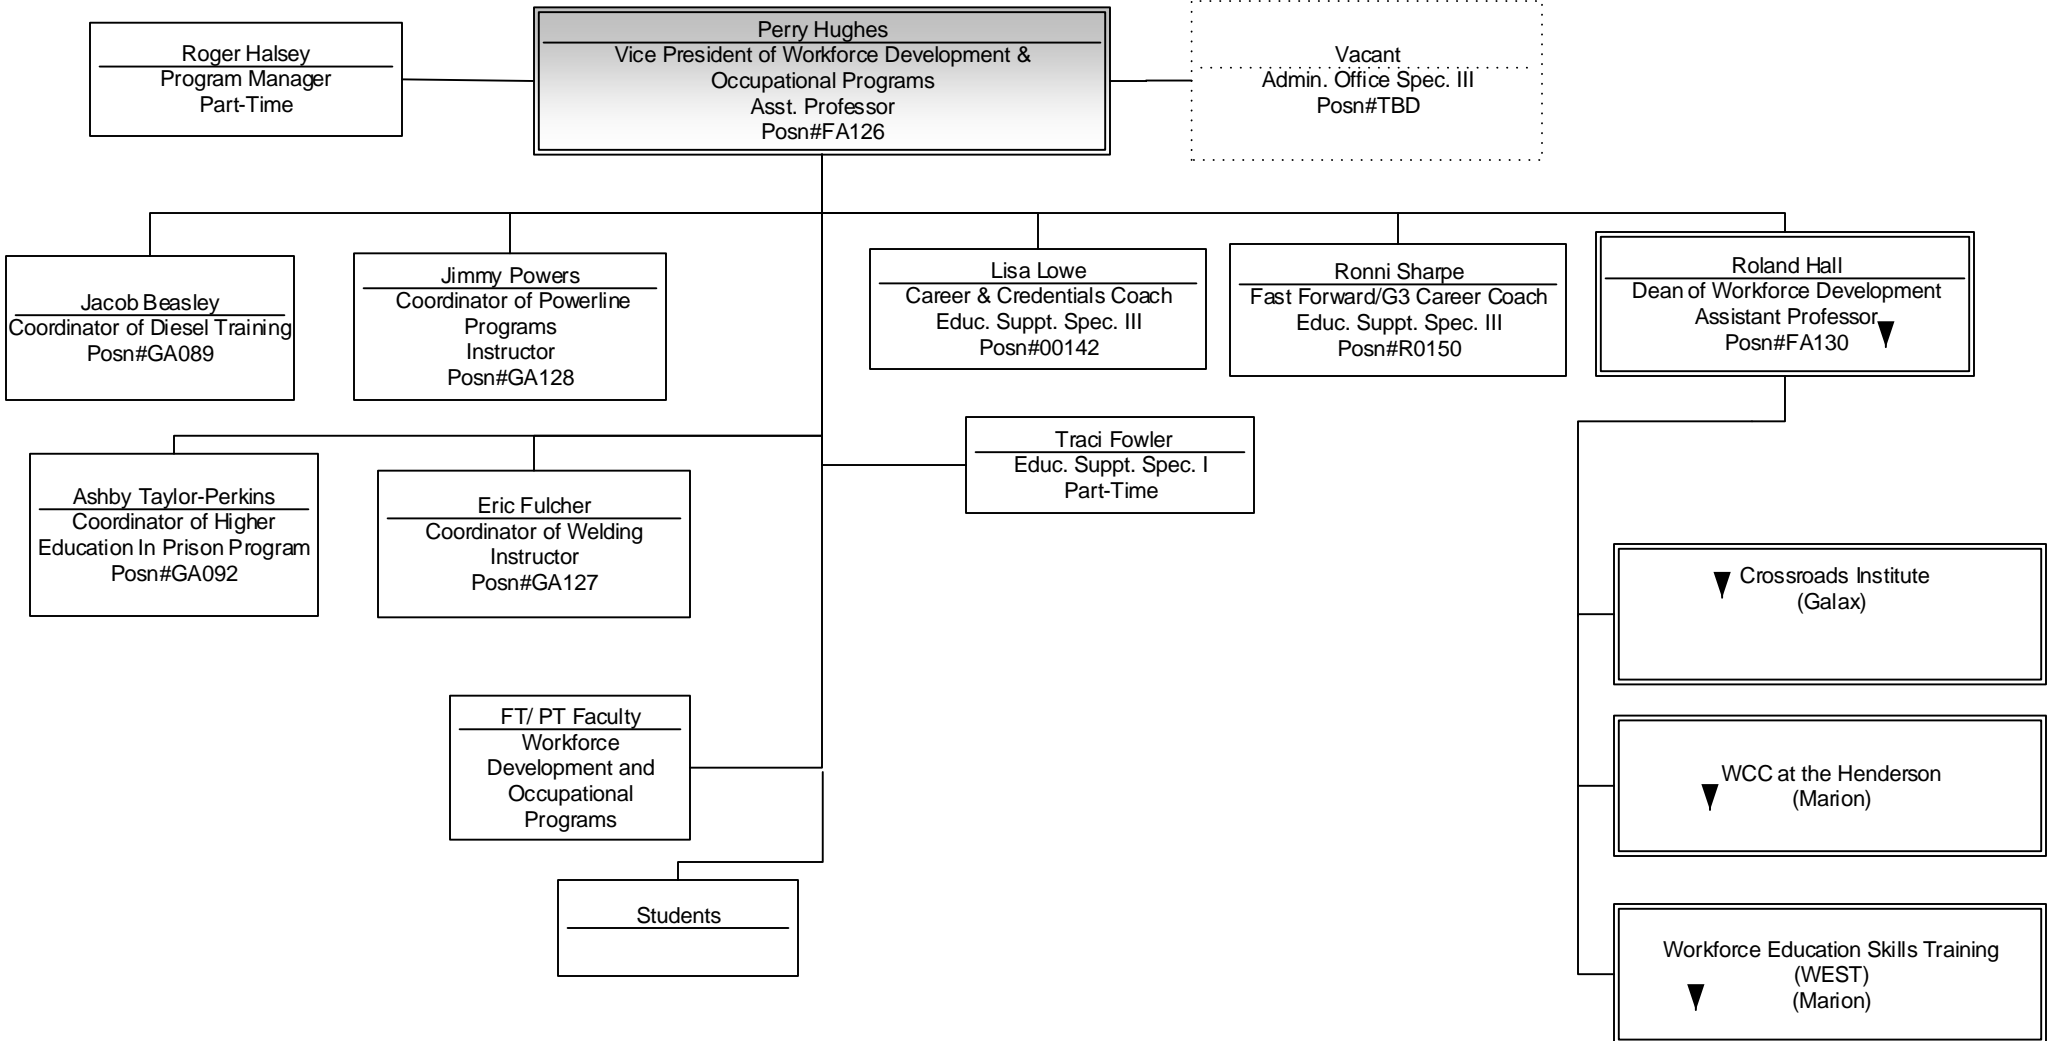 Roger Halsey
Program Manager
Part-Time
Perry Hughes
Vice President of Workforce Development &
Occupational Programs
Asst. Professor
Posn#FA126
Vacant
Admin. Office Spec. III
Posn#TBD
Jacob Beasley
Coordinator of Diesel Training
Posn#GA089
Jimmy Powers
Coordinator of Powerline
Programs
Instructor
Posn#GA128
Lisa Lowe
Career & Credentials Coach
Educ. Suppt. Spec. III
Posn#00142
Ronni Sharpe
Fast Forward/G3 Career Coach
Educ. Suppt. Spec. III
Posn#R0150
Roland Hall
Dean of Workforce Development
Assistant Professor
Posn#FA130
Ashby Taylor-Perkins
Coordinator of Higher
Education In Prison Program
Posn#GA092
Eric Fulcher
Coordinator of Welding
Instructor
Posn#GA127
Traci Fowler
Educ. Suppt. Spec. I
Part-Time
Crossroads Institute
(Galax)
FT/ PT Faculty
Workforce
Development and
Occupational
Programs
WCC at the Henderson
(Marion)
Students
Workforce Education Skills Training
(WEST)
(Marion)